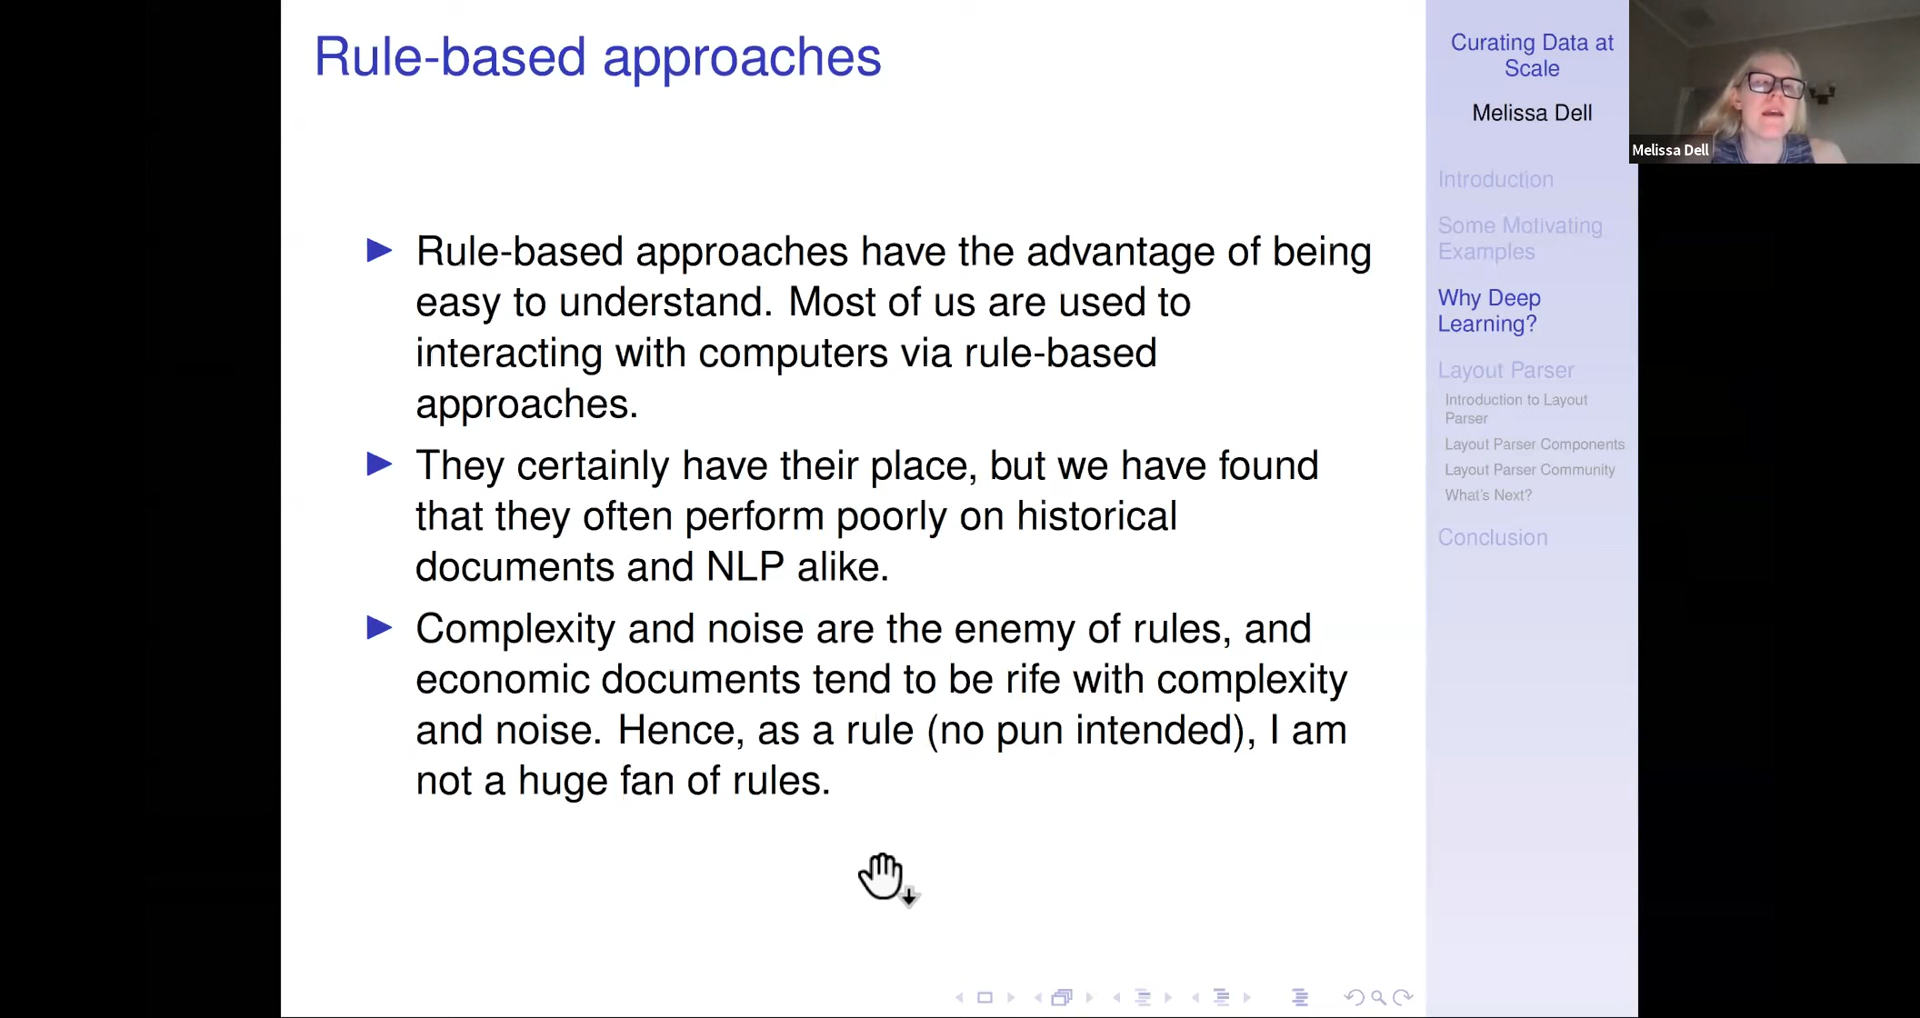 Rule-based approaches
Rule-based approaches have the advantage of being
easy to understand. Most of us are used to
interacting with computers via rule-based
approaches.
They certainly have their place, but we have found
that they often perform poorly on historical
documents and NLP alike.
Complexity and noise are the enemy of rules, and
economic documents tend to be rife with complexity
and noise. Hence, as a rule (no pun intended), I am
not a huge fan of rules.
Curating Data at
Scale
Melissa Dell
Introduction
Some Motivating
Examples
Why Deep
Learning?
Layout Parser
Introduction to Layout
Parser
Layout Parser Components
Layout Parser Community
What's Next?
Conclusion
Melissa Dell